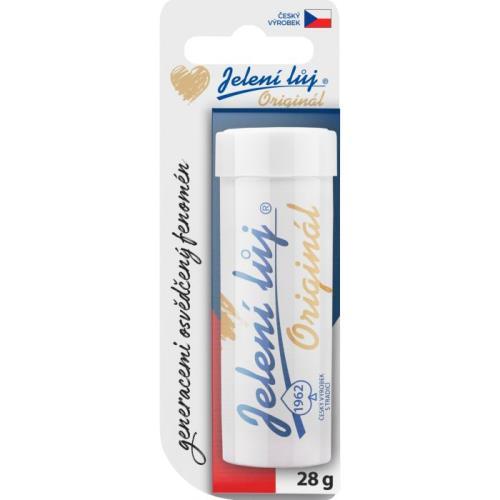 ČESKÝ
VÝROBEK
Jelení lůj ®
Originál
generacemi osvědčený fenomén
Jelení lůj ®
Originál
1962
ČESKÝ VÝROBEK
S TRADICÍ
28 g